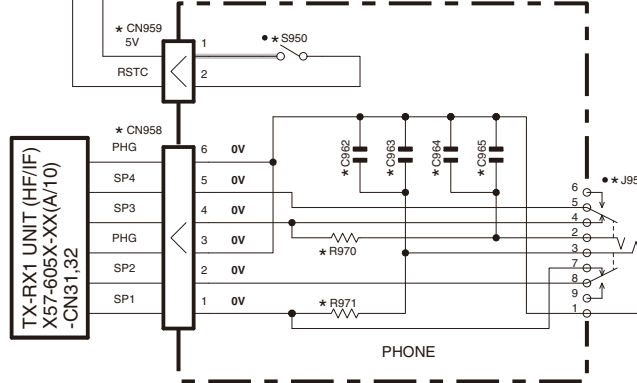 * CN959
5V
1
• * S950
RSTC
2
* CN958
PHG
6
0V
SP4
5
0V
SP3
4
0V
PHG
3
0V
SP2
2
0V
SP1
1
0V
TX-RX1 UNIT (HF/IF)
X57-605X-XX(A/10)
-CN31,32
* C962
* C963
* C964
* C965
* R970
* R971
• * J95
6
5
4
2
3
7
8
9
1
PHONE